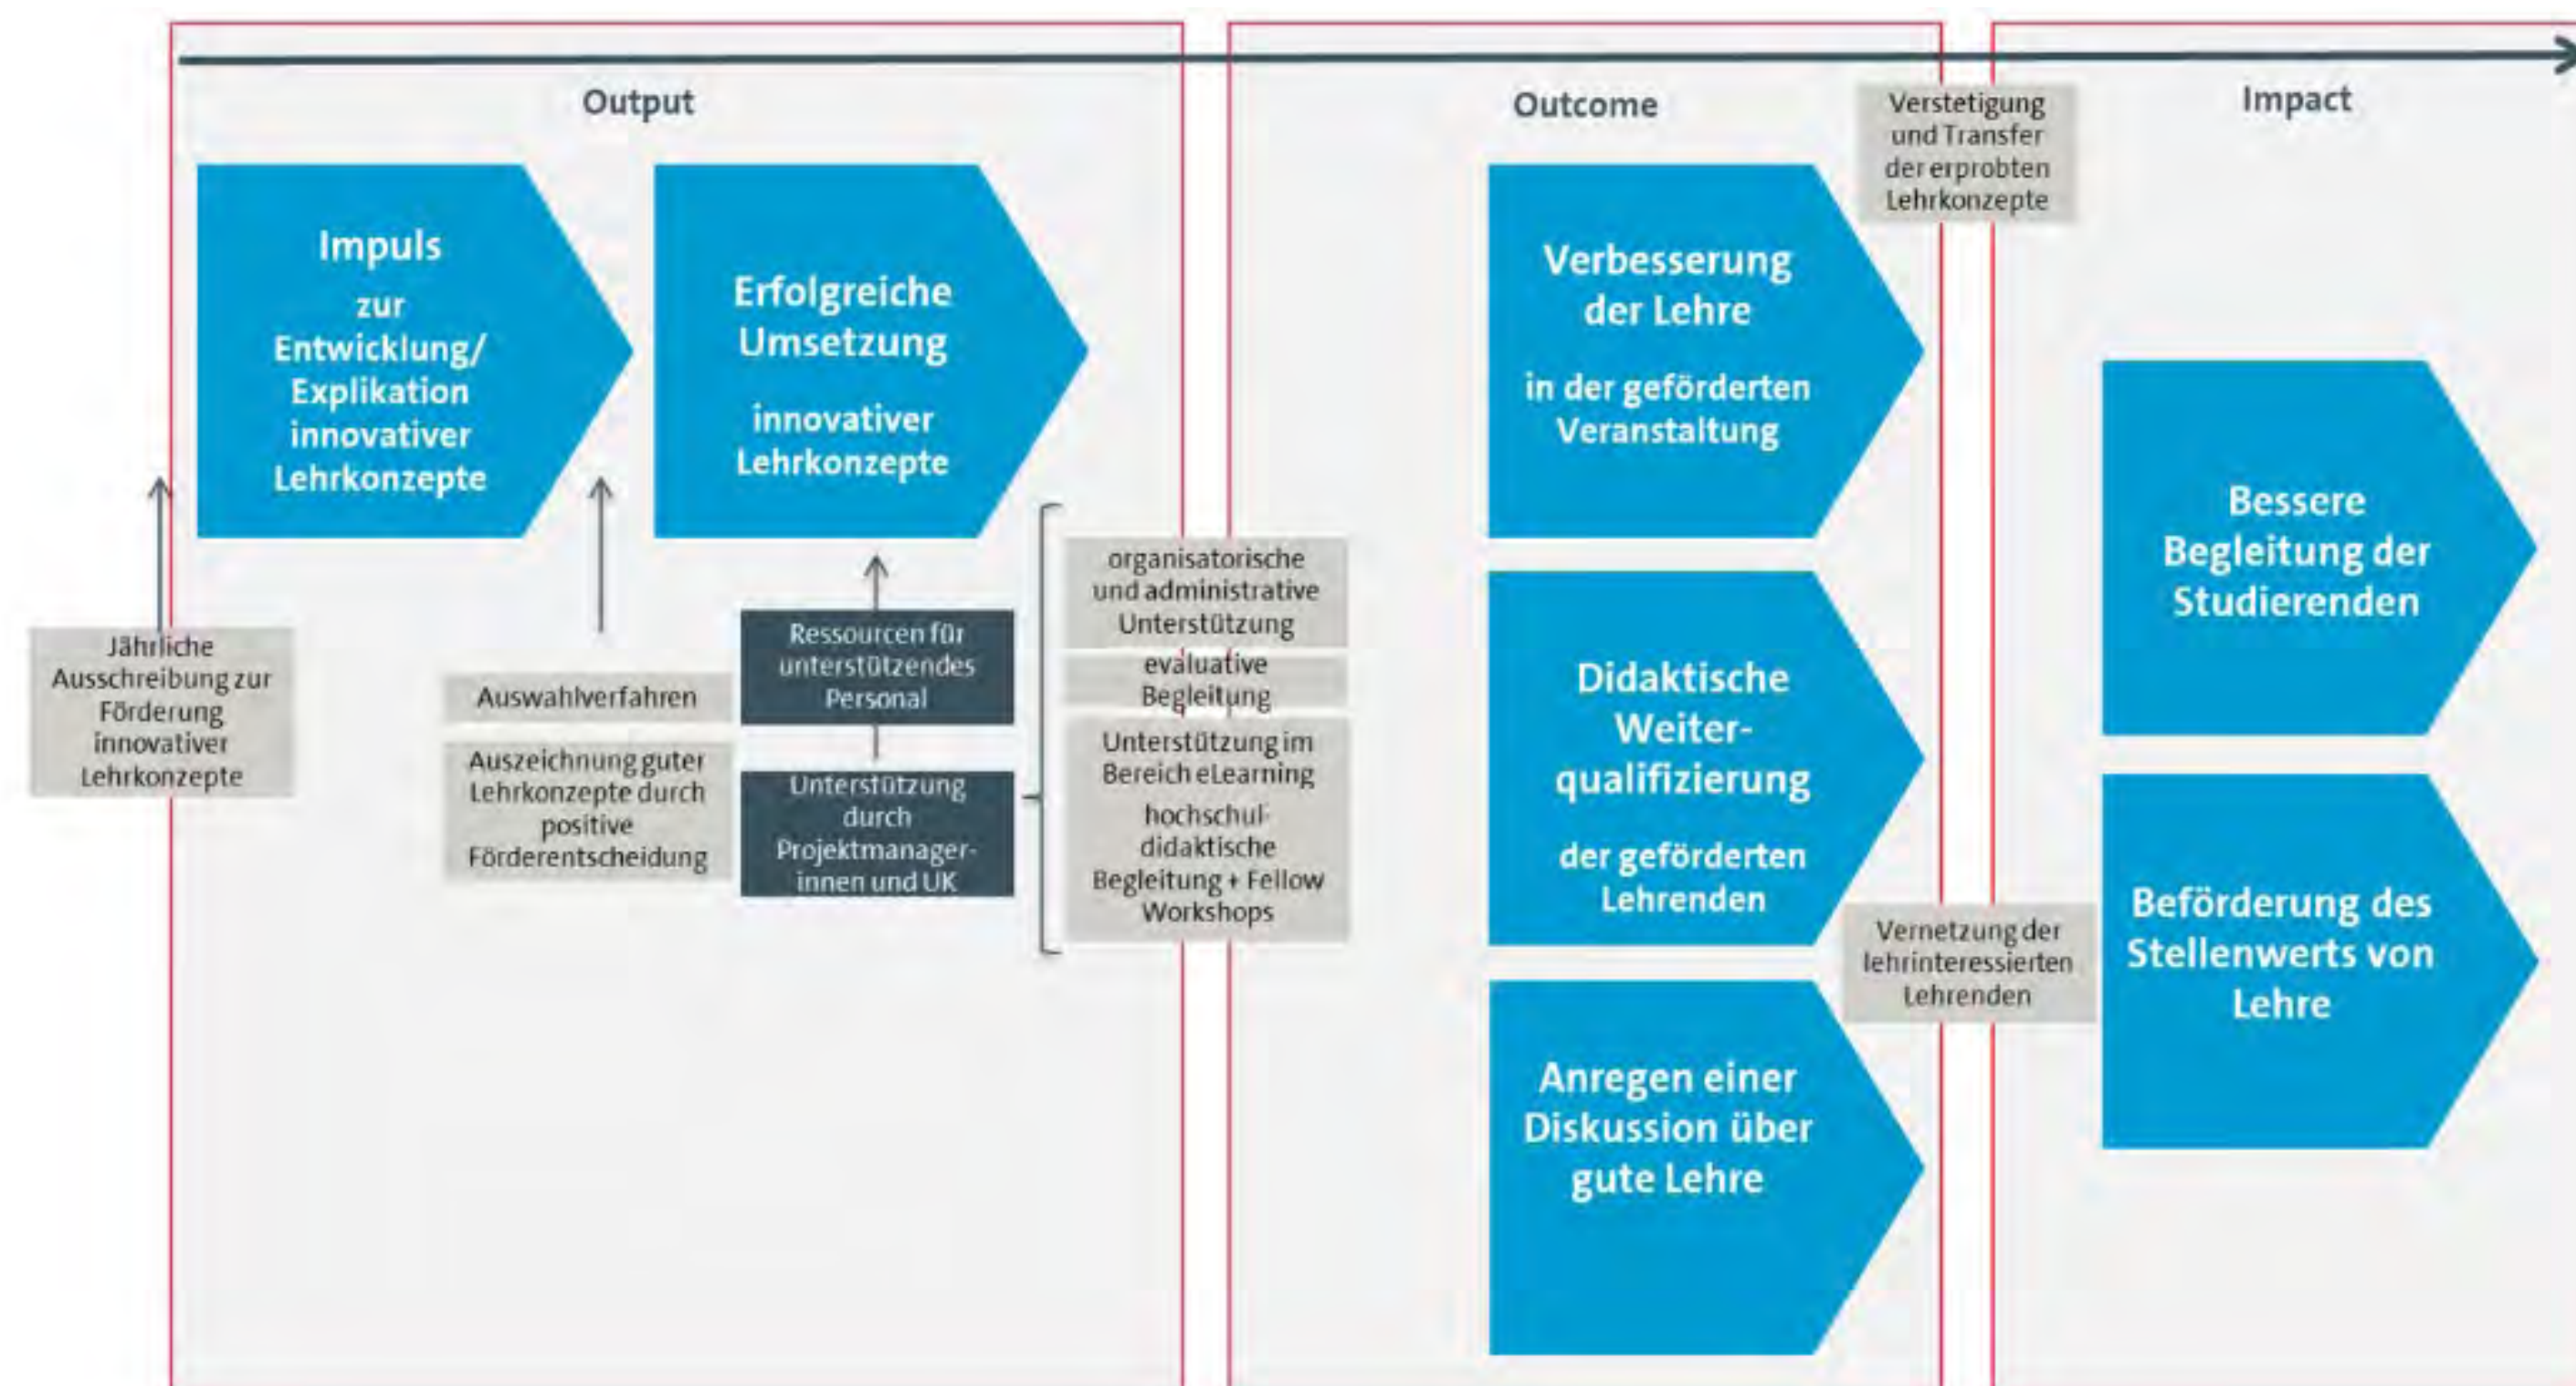 Output
Impuls
zur
Entwicklung/
Explikation
innovativer
Lehrkonzepte
Erfolgreiche
Umsetzung
innovativer
Lehrkonzepte
Jährliche
Ausschreibung zur
Förderung
innovativer
Lehrkonzepte
Auswahlverfahren
Auszeichnung guter
Lehrkonzepte durch
positive
Förderentscheidung
Ressourcen für
unterstützendes
Personal
Unterstützung
durch
Projektmanager-
innen und UK
organisatorische
und administrative
Unterstützung
evaluative
Begleitung
Unterstützung im
Bereich eLearning
hochschul-
didaktische
Begleitung + Fellow
Workshops
Outcome
Verbesserung
der Lehre
in der geförderten
Veranstaltung
Didaktische
Weiter-
qualifizierung
der geförderten
Lehrenden
Anregen einer
Diskussion über
gute Lehre
Verstetigung
und Transfer
der erprobten
Lehrkonzepte
Vernetzung der
lehrinteressierten
Lehrenden
Impact
Bessere
Begleitung der
Studierenden
Beförderung des
Stellenwerts von
Lehre